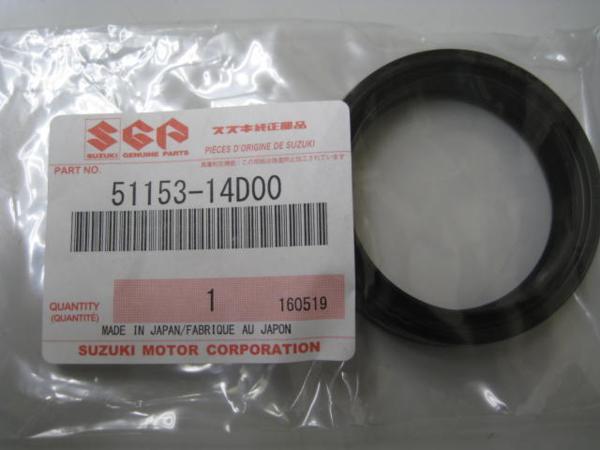 SGP
SUZUKI GENUINE PARTS
スズキ純正部品
PIÈCES D'ORIGINE DE SUZUKI
PART NO.
51153-14D00
QUANTITY
(QUANTITÉ)
1
160519
MADE IN JAPAN/FABRIQUE AU JAPON
SUZUKI MOTOR CORPORATION